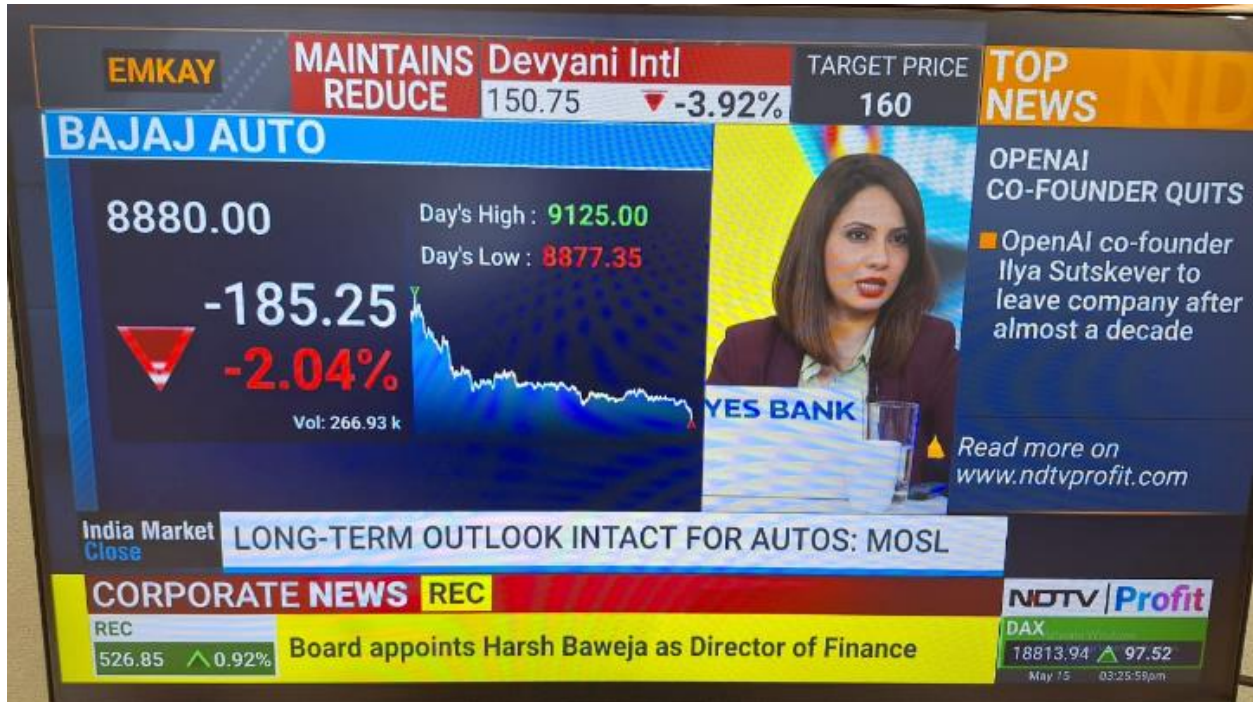 EMKAY
MAINTAINS
REDUCE
Devyani Intl
150.75 ▼ -3.92%
TARGET PRICE
160
TOP
NEWS
BAJAJ AUTO
8880.00
-185.25
-2.04%
Vol: 266.93 k
Day's High : 9125.00
Day's Low : 8877.35
YES BANK
OPENAI
CO-FOUNDER QUITS
OpenAI co-founder
Ilya Sutskever to
leave company after
almost a decade
Read more on
www.ndtvprofit.com
India Market
Close
LONG-TERM OUTLOOK INTACT FOR AUTOS: MOSL
CORPORATE NEWS REC
REC
526.85 0.92%
Board appoints Harsh Baweja as Director of Finance
NDTV | Profit
DAX
18813.94 97.52
May 15 03:25:59pm